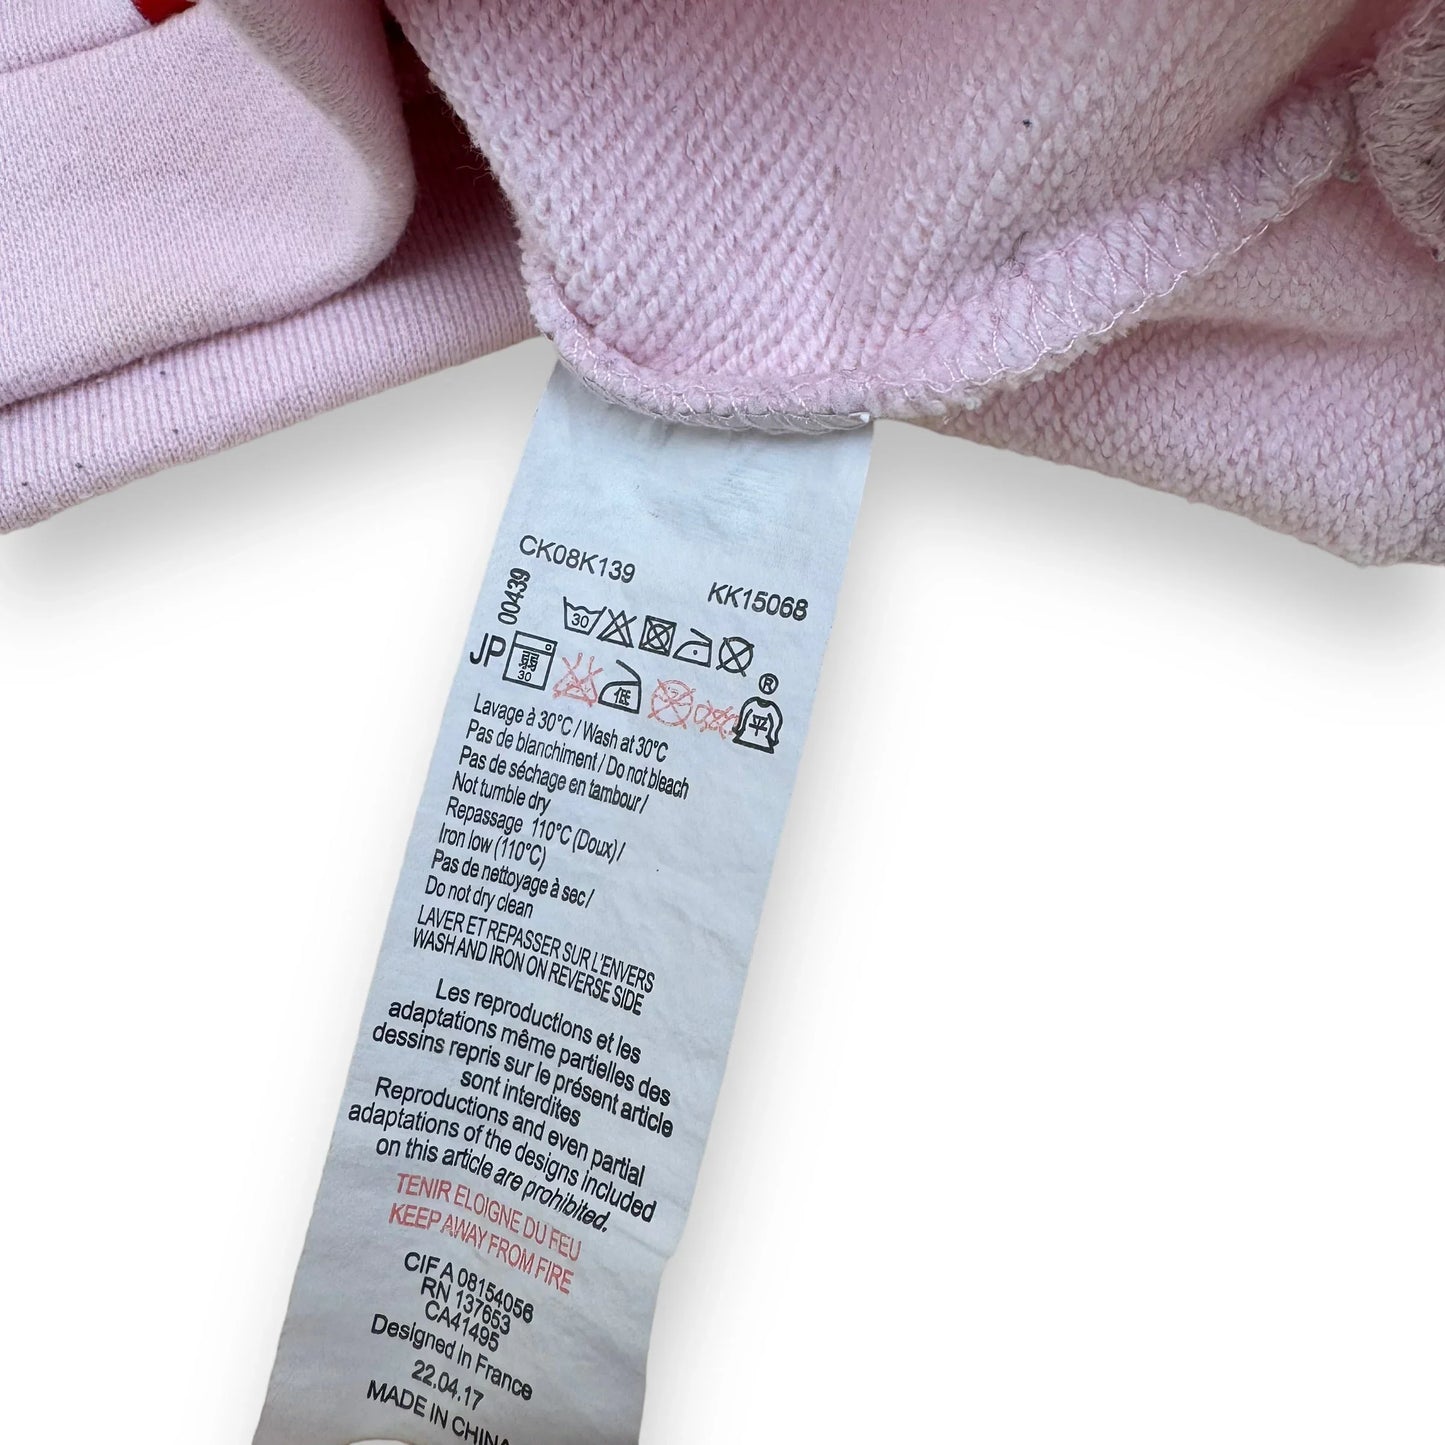 CK08K139
KK15068
00439
30
JP 弱 30 低 ® 平
Lavage à 30°C / Wash at 30°C
Pas de blanchiment / Do not bleach
Pas de séchage en tambour /
Not tumble dry
Repassage 110°C (Doux) /
Iron low (110°C)
Pas de nettoyage à sec /
Do not dry clean
LAVER ET REPASSER SUR L'ENVERS
WASH AND IRON ON REVERSE SIDE
Les reproductions et les
adaptations même partielles des
dessins repris sur le présent article
sont interdites
Reproductions and even partial
adaptations of the designs included
on this article are prohibited.
TENIR ELOIGNE DU FEU
KEEP AWAY FROM FIRE
CIF A 08154056
RN 137653
CA41495
Designed in France
22.04.17
MADE IN CHINA